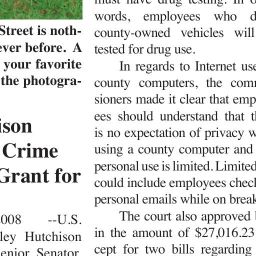 Street is noth-
ever before. A
your favorite
the photogra-
ison
Crime
Grant for
2008 --U.S.
ley Hutchison
enior Senator
must have drug testing. In o
words, employees who d
county-owned vehicles will
tested for drug use.
In regards to Internet use
county computers, the comm
sioners made it clear that emp
ees should understand that th
is no expectation of privacy w
using a county computer and
personal use is limited. Limited
could include employees check
personal emails while on break
The court also approved b
in the amount of $27,016.23
cept for two bills regarding